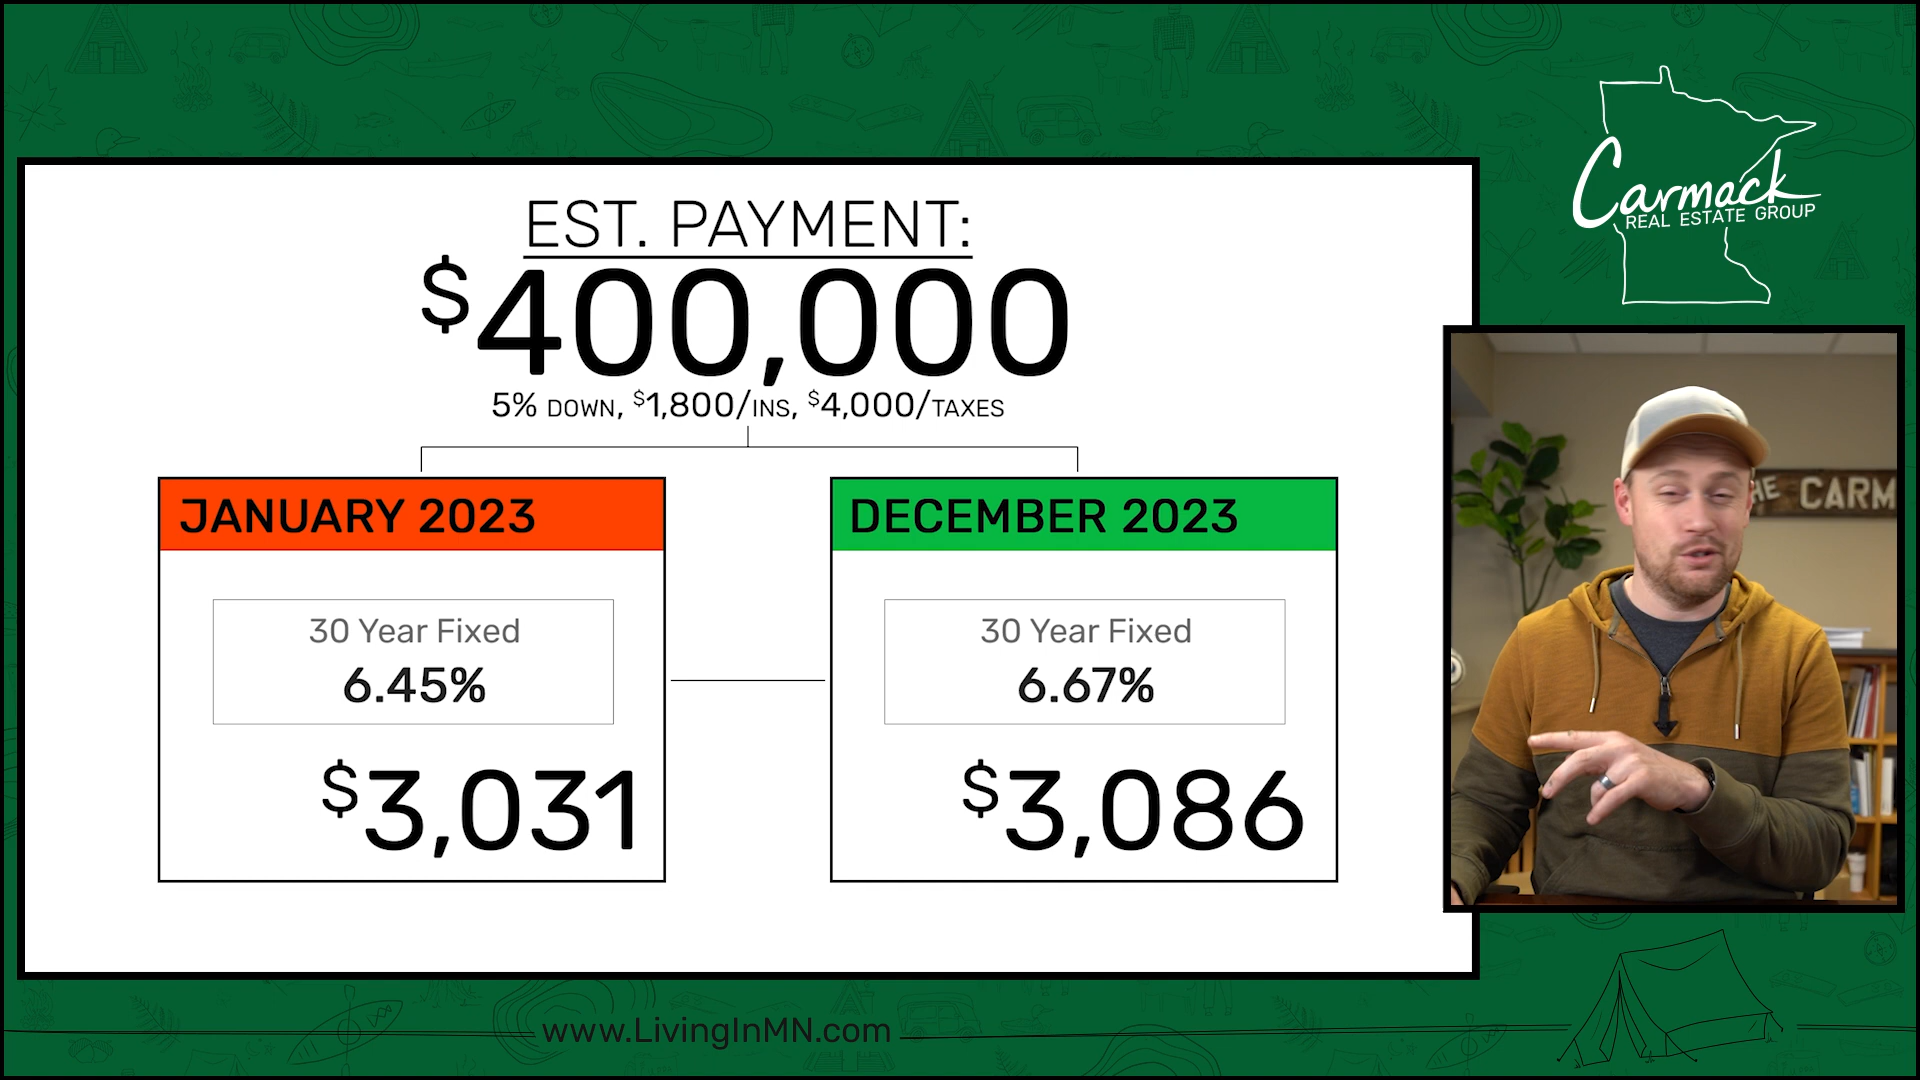 EST. PAYMENT:
$400,000
5% DOWN, $1,800/INS, $4,000/TAXES
JANUARY 2023
30 Year Fixed
6.45%
$3,031
DECEMBER 2023
30 Year Fixed
6.67%
$3,086
Carmack
REAL ESTATE GROUP
HE CARM
www.LivingInMN.com